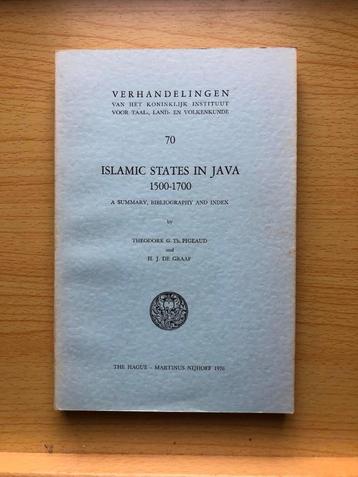 VERHANDELINGEN
VAN HET KONINKLIJK INSTITUUT
VOOR TAAL-, LAND- EN VOLKENKUNDE
70
ISLAMIC STATES IN JAVA
1500-1700
A SUMMARY, BIBLIOGRAPHY AND INDEX
by
THEODORE G. TH. PIGEAUD
and
H. J. DE GRAAF
THE HAGUE - MARTINUS NIJHOFF 1976